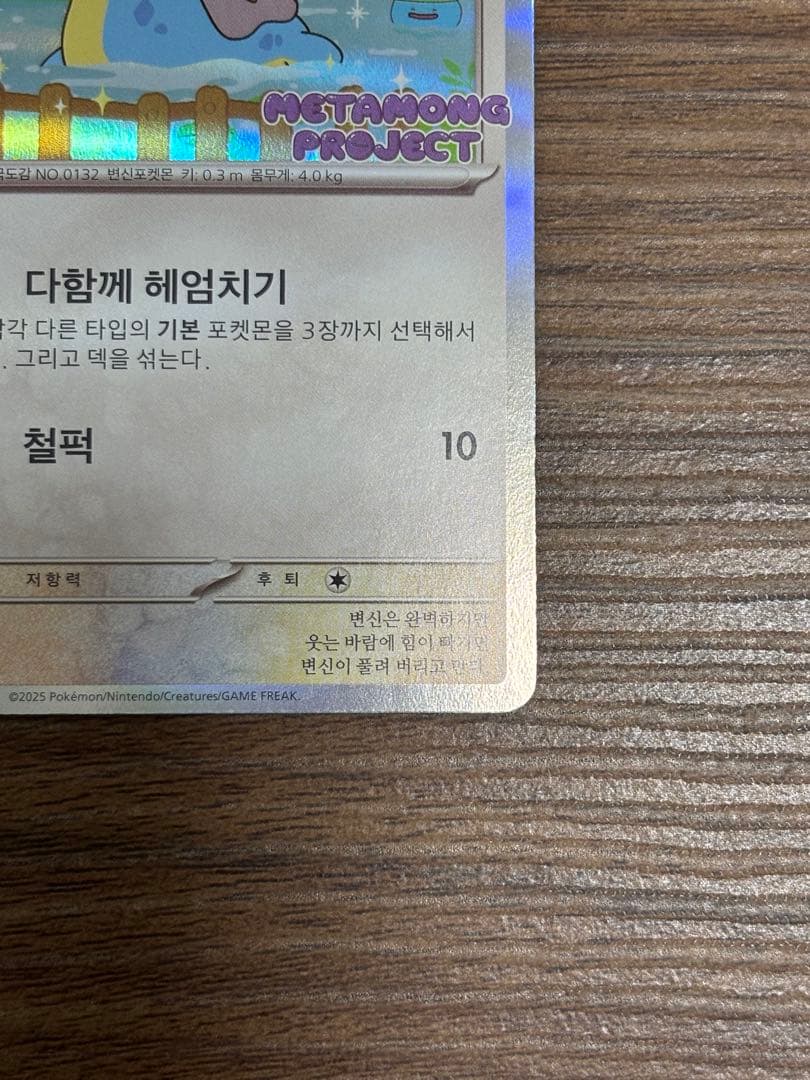 METAMONG
PROJECT
국도감 NO.0132 변신포켓몬 키: 0.3 m 몸무게: 4.0 kg
다함께 헤엄치기
각각 다른 타입의 기본 포켓몬을 3장까지 선택해서
. 그리고 덱을 섞는다.
철퍽 10
저항력 후퇴
변신은 완벽하지만
웃는 바람에 힘이 빠지면
변신이 풀려 버리고 만다.
©2025 Pokémon/Nintendo/Creatures/GAME FREAK.